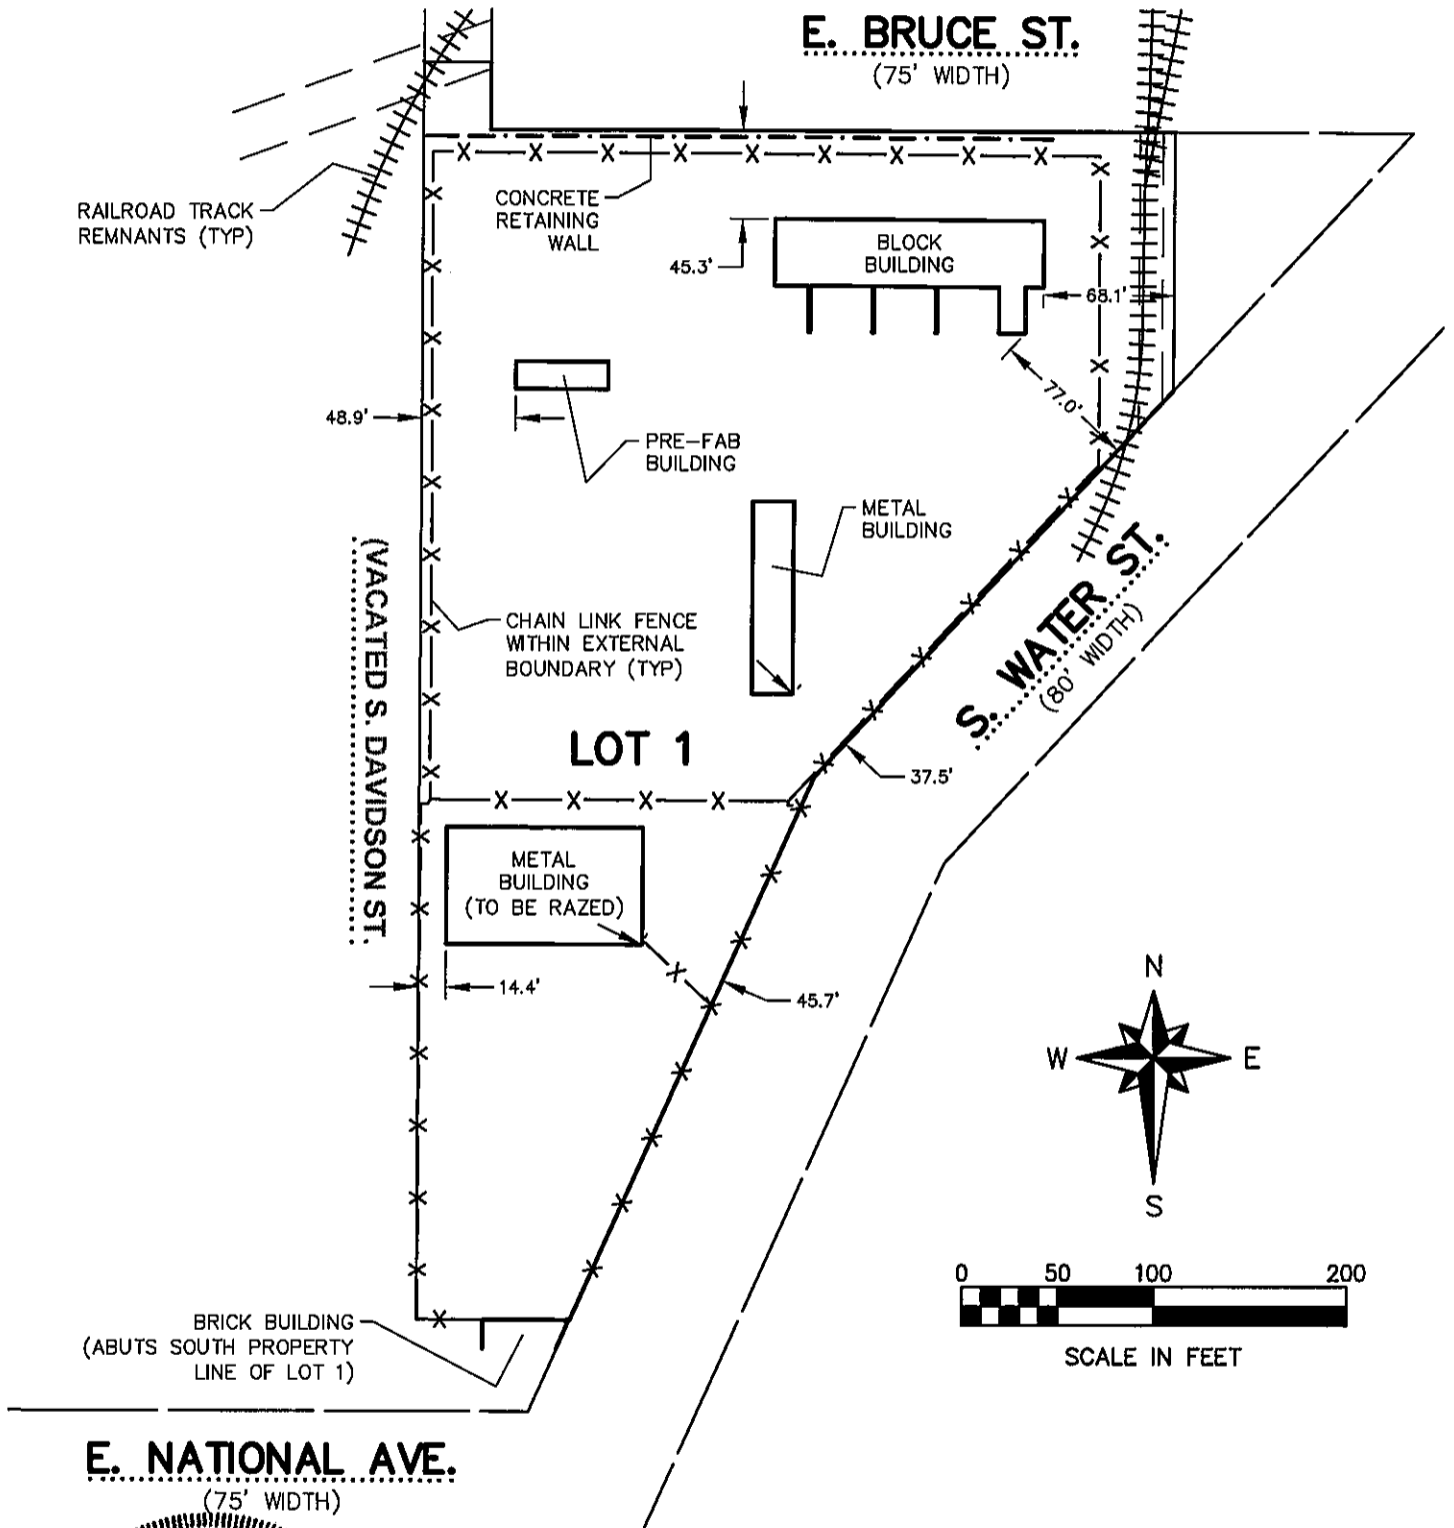 E. BRUCE ST.
(75' WIDTH)
RAILROAD TRACK
REMNANTS (TYP)
CONCRETE
RETAINING
WALL
BLOCK
BUILDING
45.3'
68.1'
77.0'
48.9'
PRE-FAB
BUILDING
METAL
BUILDING
(VACATED S. DAVIDSON ST.
CHAIN LINK FENCE
WITHIN EXTERNAL
BOUNDARY (TYP)
S. WATER ST.
(80' WIDTH)
LOT 1
37.5'
METAL
BUILDING
(TO BE RAZED)
14.4'
45.7'
N
W
E
S
0 50 100 200
SCALE IN FEET
BRICK BUILDING
(ABUTS SOUTH PROPERTY
LINE OF LOT 1)
E. NATIONAL AVE.
(75' WIDTH)